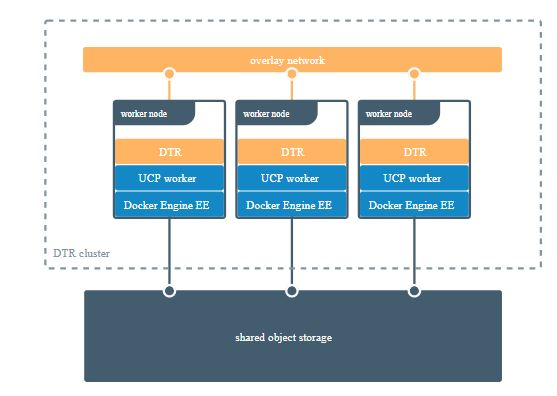 overlay network
worker node worker node worker node
DTR DTR DTR
UCP worker UCP worker UCP worker
Docker Engine EE Docker Engine EE Docker Engine EE
DTR cluster
shared object storage